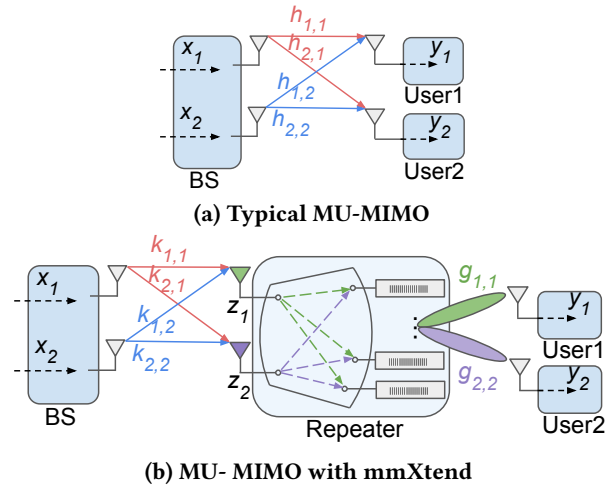 x1
x2
BS
h1,1
h2,1
h1,2
h2,2
y1
User1
y2
User2
(a) Typical MU-MIMO
x1
x2
BS
k1,1
k2,1
k1,2
k2,2
z1
z2
Repeater
g1,1
g2,2
y1
User1
y2
User2
(b) MU- MIMO with mmXtend